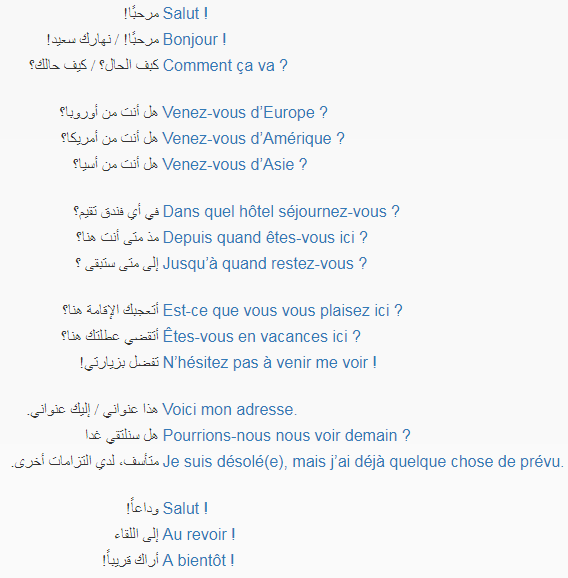 مرحبًا! Salut !
مرحبًا! / نهارك سعيد! Bonjour !
كبف الحال؟ / كيف حالك؟ Comment ça va ?
هل أنت من أوروبا؟ Venez-vous d’Europe ?
هل أنت من أمريكا؟ Venez-vous d’Amérique ?
هل أنت من أسيا؟ Venez-vous d’Asie ?
في أي فندق تقيم؟ Dans quel hôtel séjournez-vous ?
مذ متى أنت هنا؟ Depuis quand êtes-vous ici ?
إلى متى ستبقى ؟ Jusqu’à quand restez-vous ?
أتعجبك الإقامة هنا؟ Est-ce que vous vous plaisez ici ?
أتقضي عطلتك هنا؟ Êtes-vous en vacances ici ?
تفضل بزيارتي! N’hésitez pas à venir me voir !
هذا عنواني / إليك عنواني. Voici mon adresse.
هل سنلتقي غدا Pourrions-nous nous voir demain ?
متأسف، لدي التزامات أخرى. Je suis désolé(e), mais j’ai déjà quelque chose de prévu.
وداعاً! Salut !
إلى اللقاء Au revoir !
أراك قريباً! A bientôt !